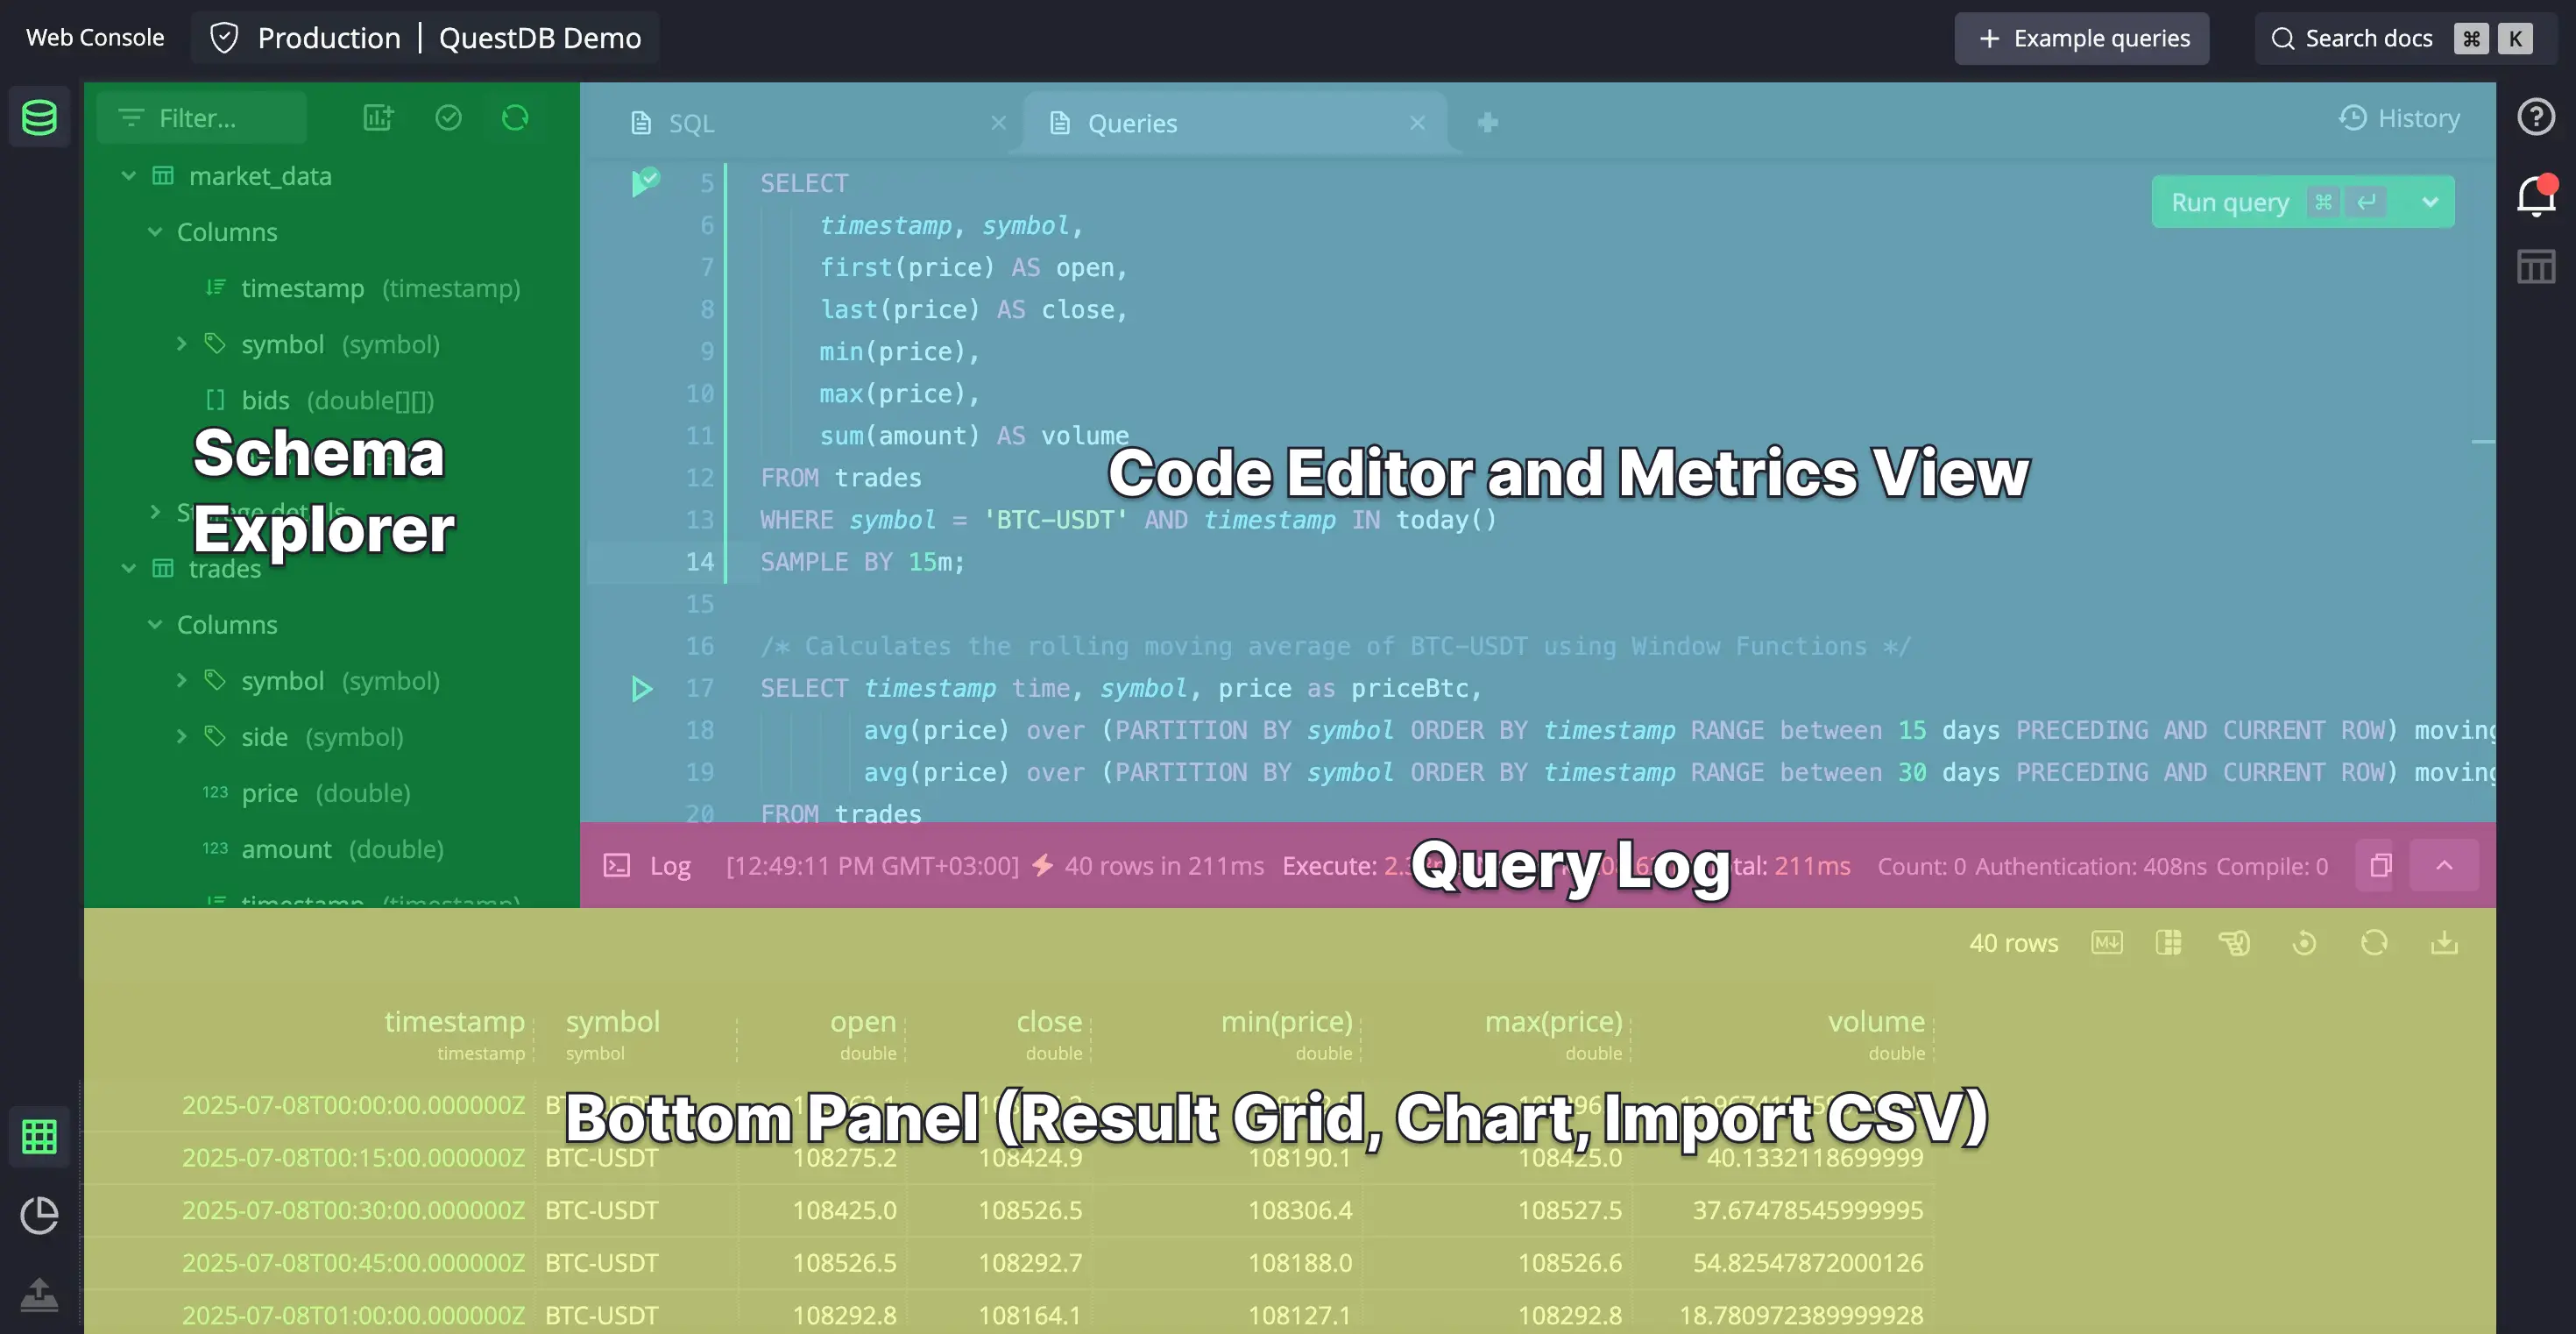 Web Console
Production | QuestDB Demo
+ Example queries
Search docs ⌘ K
Filter...
market_data
Columns
timestamp (timestamp)
symbol (symbol)
[] bids (double[][])
Schema
Explorer
trades
Columns
symbol (symbol)
side (symbol)
123 price (double)
123 amount (double)
timestamp (timestamp)
SQL
Queries
History
Run query ⌘ ↵
5 SELECT
6 timestamp, symbol,
7 first(price) AS open,
8 last(price) AS close,
9 min(price),
10 max(price),
11 sum(amount) AS volume
12 FROM trades
13 WHERE symbol = 'BTC-USDT' AND timestamp IN today()
14 SAMPLE BY 15m;
15
16 /* Calculates the rolling moving average of BTC-USDT using Window Functions */
17 SELECT timestamp time, symbol, price as priceBtc,
18 avg(price) over (PARTITION BY symbol ORDER BY timestamp RANGE between 15 days PRECEDING AND CURRENT ROW)
19 avg(price) over (PARTITION BY symbol ORDER BY timestamp RANGE between 30 days PRECEDING AND CURRENT ROW)
20 FROM trades
Code Editor and Metrics View
Log [12:49:11 PM GMT+03:00] 40 rows in 211ms Execute: 211ms Count: 0 Authentication: 408ns Compile: 0
Query Log
40 rows
M↓
timestamp symbol open close min(price) max(price) volume
timestamp symbol double double double double double
2025-07-08T00:00:00.000000Z
Bottom Panel (Result Grid, Chart, Import CSV)
2025-07-08T00:15:00.000000Z BTC-USDT 108275.2 108424.9 108190.1 108425.0 40.1332118699999
2025-07-08T00:30:00.000000Z BTC-USDT 108425.0 108526.5 108306.4 108527.5 37.67478545999995
2025-07-08T00:45:00.000000Z BTC-USDT 108526.5 108292.7 108188.0 108526.6 54.82547872000126
2025-07-08T01:00:00.000000Z BTC-USDT 108292.8 108164.1 108127.1 108292.8 18.780972389999928